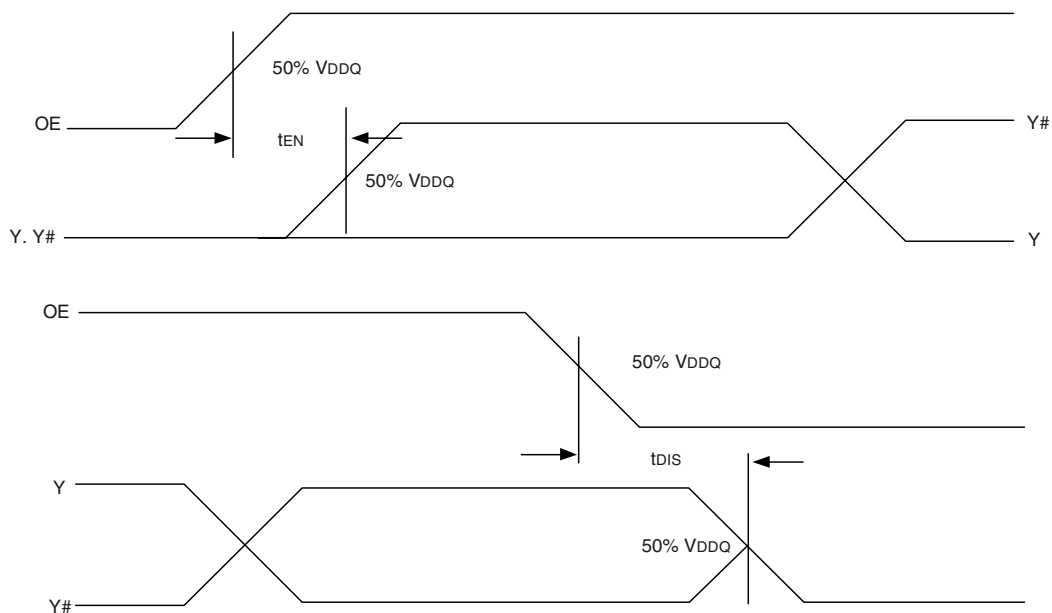 50% VDDQ
OE
tEN
Y#
50% VDDQ
Y. Y#
Y
OE
50% VDDQ
tDIS
Y
50% VDDQ
Y#